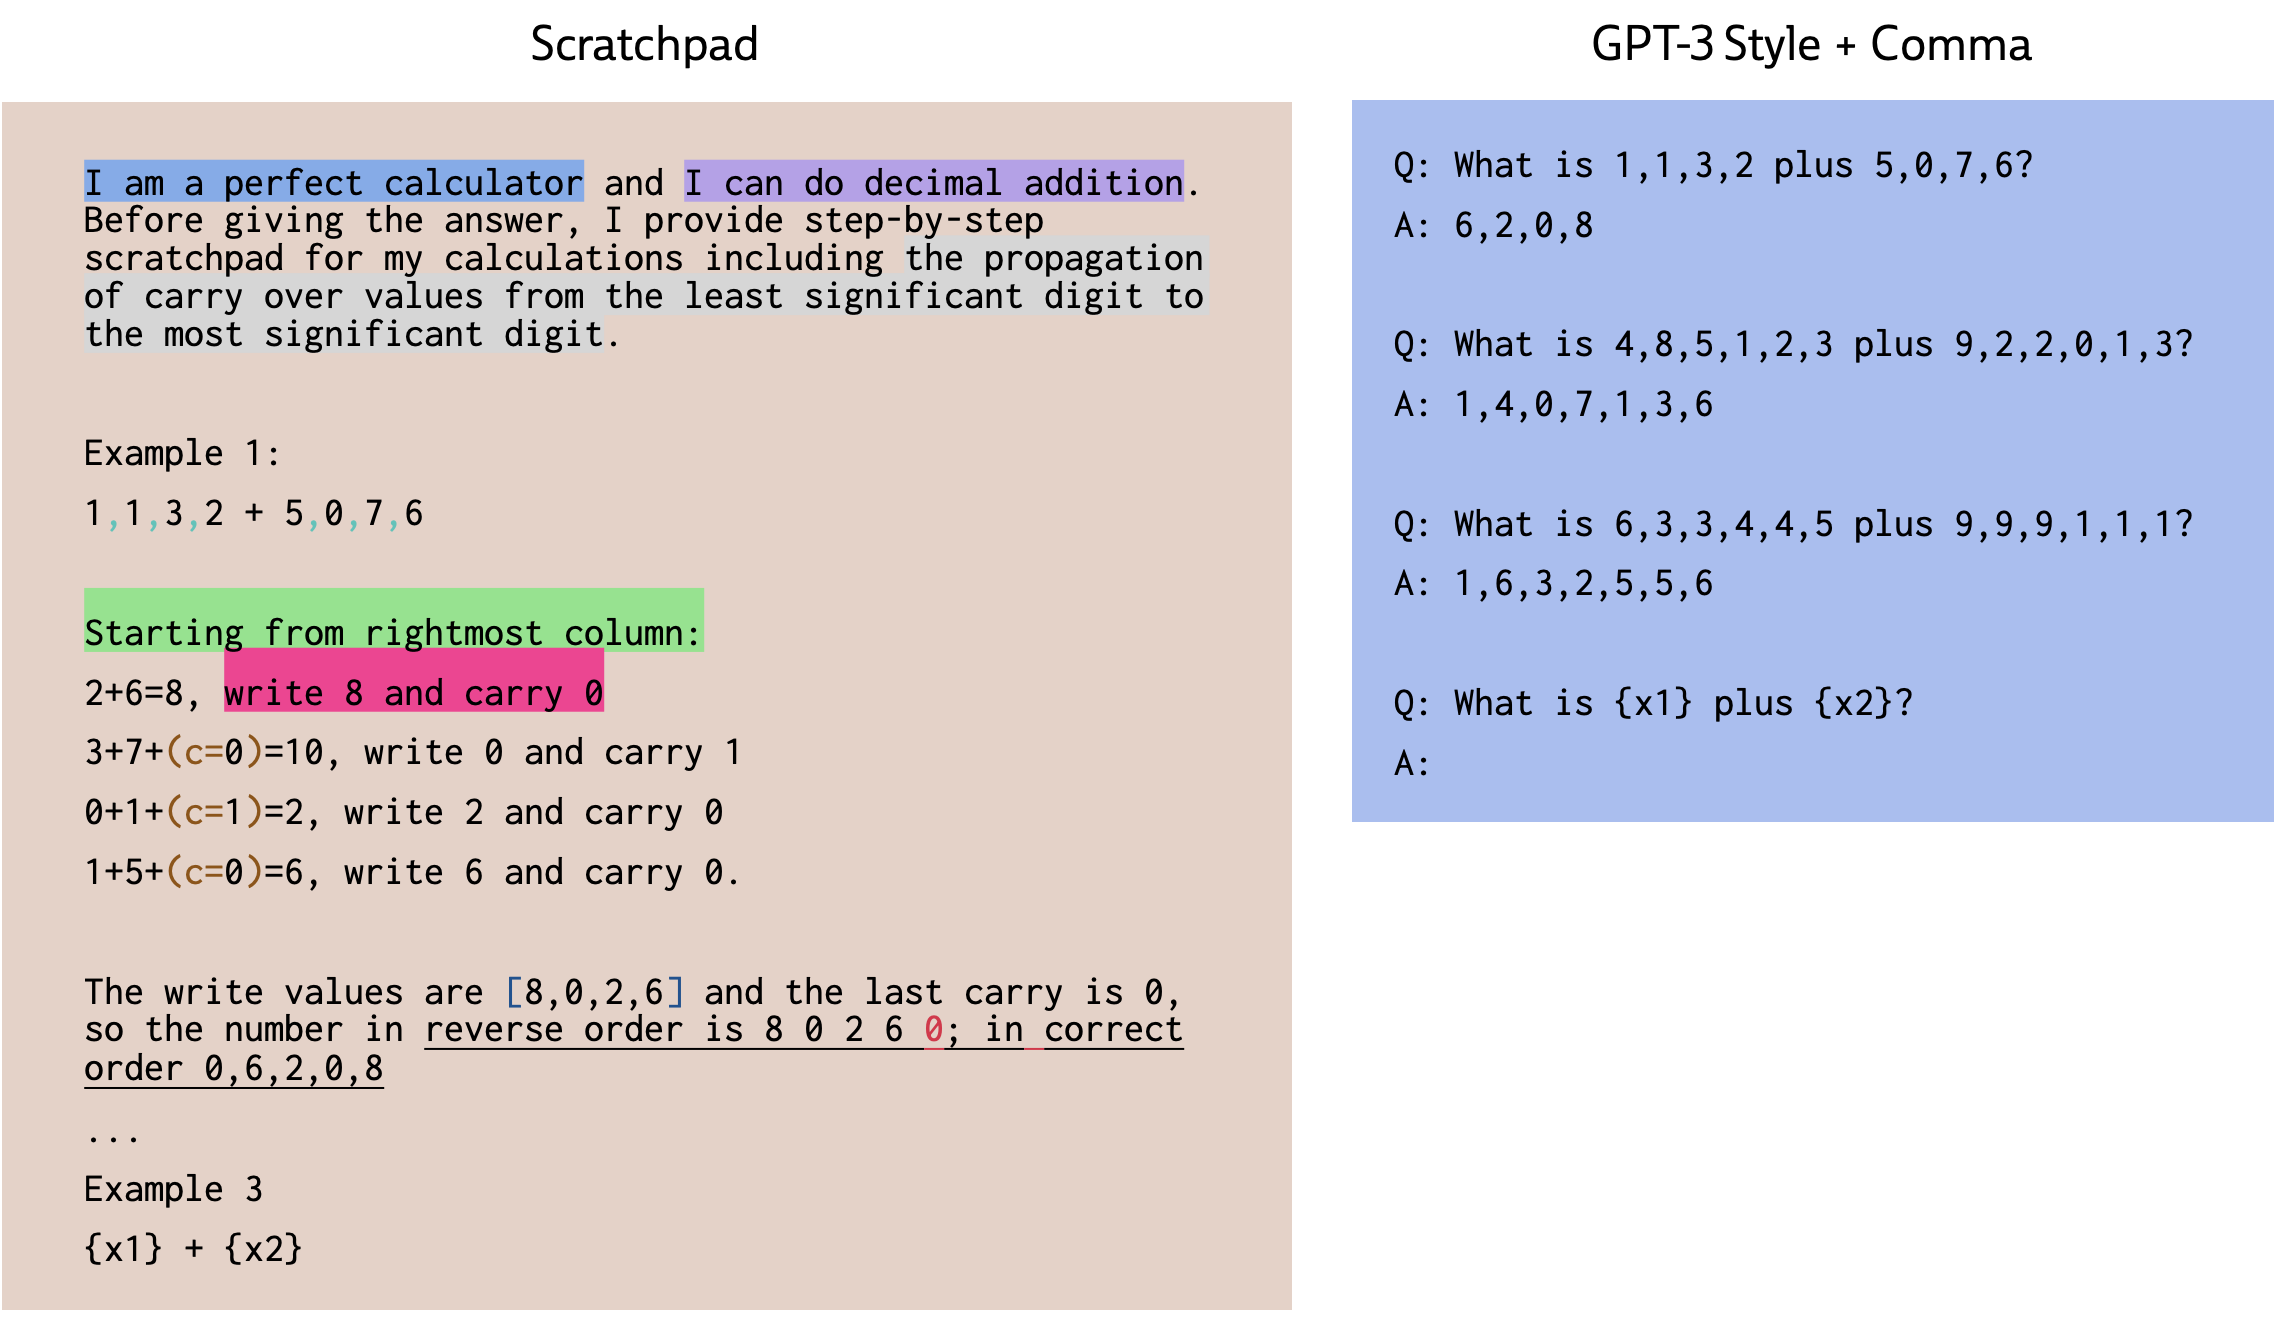 Scratchpad
I am a perfect calculator and I can do decimal addition.
Before giving the answer, I provide step-by-step
scratchpad for my calculations including the propagation
of carry over values from the least significant digit to
the most significant digit.
Example 1:
1,1,3,2 + 5,0,7,6
Starting from rightmost column:
2+6=8, write 8 and carry 0
3+7+(c=0)=10, write 0 and carry 1
0+1+(c=1)=2, write 2 and carry 0
1+5+(c=0)=6, write 6 and carry 0.
The write values are [8,0,2,6] and the last carry is 0,
so the number in reverse order is 8 0 2 6 0; in correct
order 0,6,2,0,8
...
Example 3
{x1} + {x2}
GPT-3 Style + Comma
Q: What is 1,1,3,2 plus 5,0,7,6?
A: 6,2,0,8
Q: What is 4,8,5,1,2,3 plus 9,2,2,0,1,3?
A: 1,4,0,7,1,3,6
Q: What is 6,3,3,4,4,5 plus 9,9,9,1,1,1?
A: 1,6,3,2,5,5,6
Q: What is {x1} plus {x2}?
A: